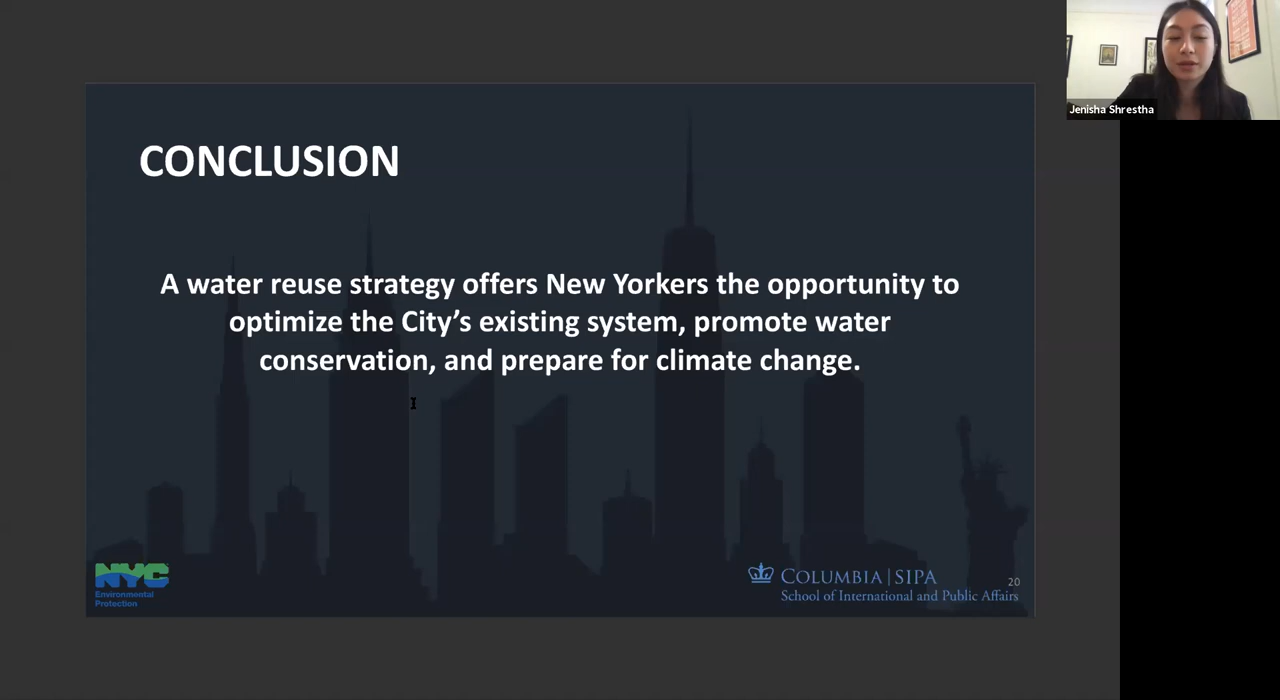 Jenisha Shrestha
CONCLUSION
A water reuse strategy offers New Yorkers the opportunity to
optimize the City’s existing system, promote water
conservation, and prepare for climate change.
NYC
Environmental
Protection
COLUMBIA | SIPA
School of International and Public Affairs
20